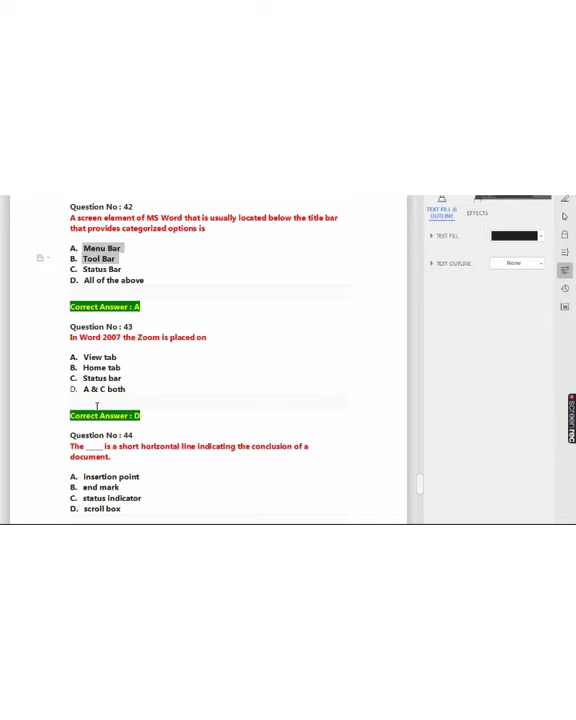 Question No : 42
A screen element of MS Word that is usually located below the title bar
that provides categorized options is
A. Menu Bar
B. Tool Bar
C. Status Bar
D. All of the above
Correct Answer : A
Question No : 43
In Word 2007 the Zoom is placed on
A. View tab
B. Home tab
C. Status bar
D. A & C both
Correct Answer : D
Question No : 44
The ____ is a short horizontal line indicating the conclusion of a
document.
A. insertion point
B. end mark
C. status indicator
D. scroll box
TEXT FILL &
OUTLINE
EFFECTS
TEXT FILL
TEXT OUTLINE
None
screen rec